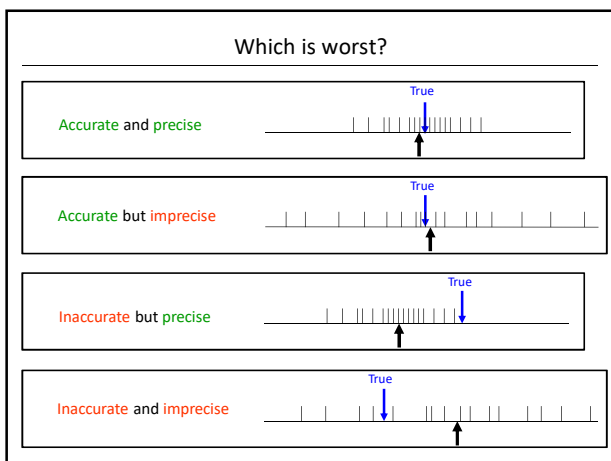 Which is worst?
True
Accurate and precise
True
Accurate but imprecise
True
Inaccurate but precise
True
Inaccurate and imprecise